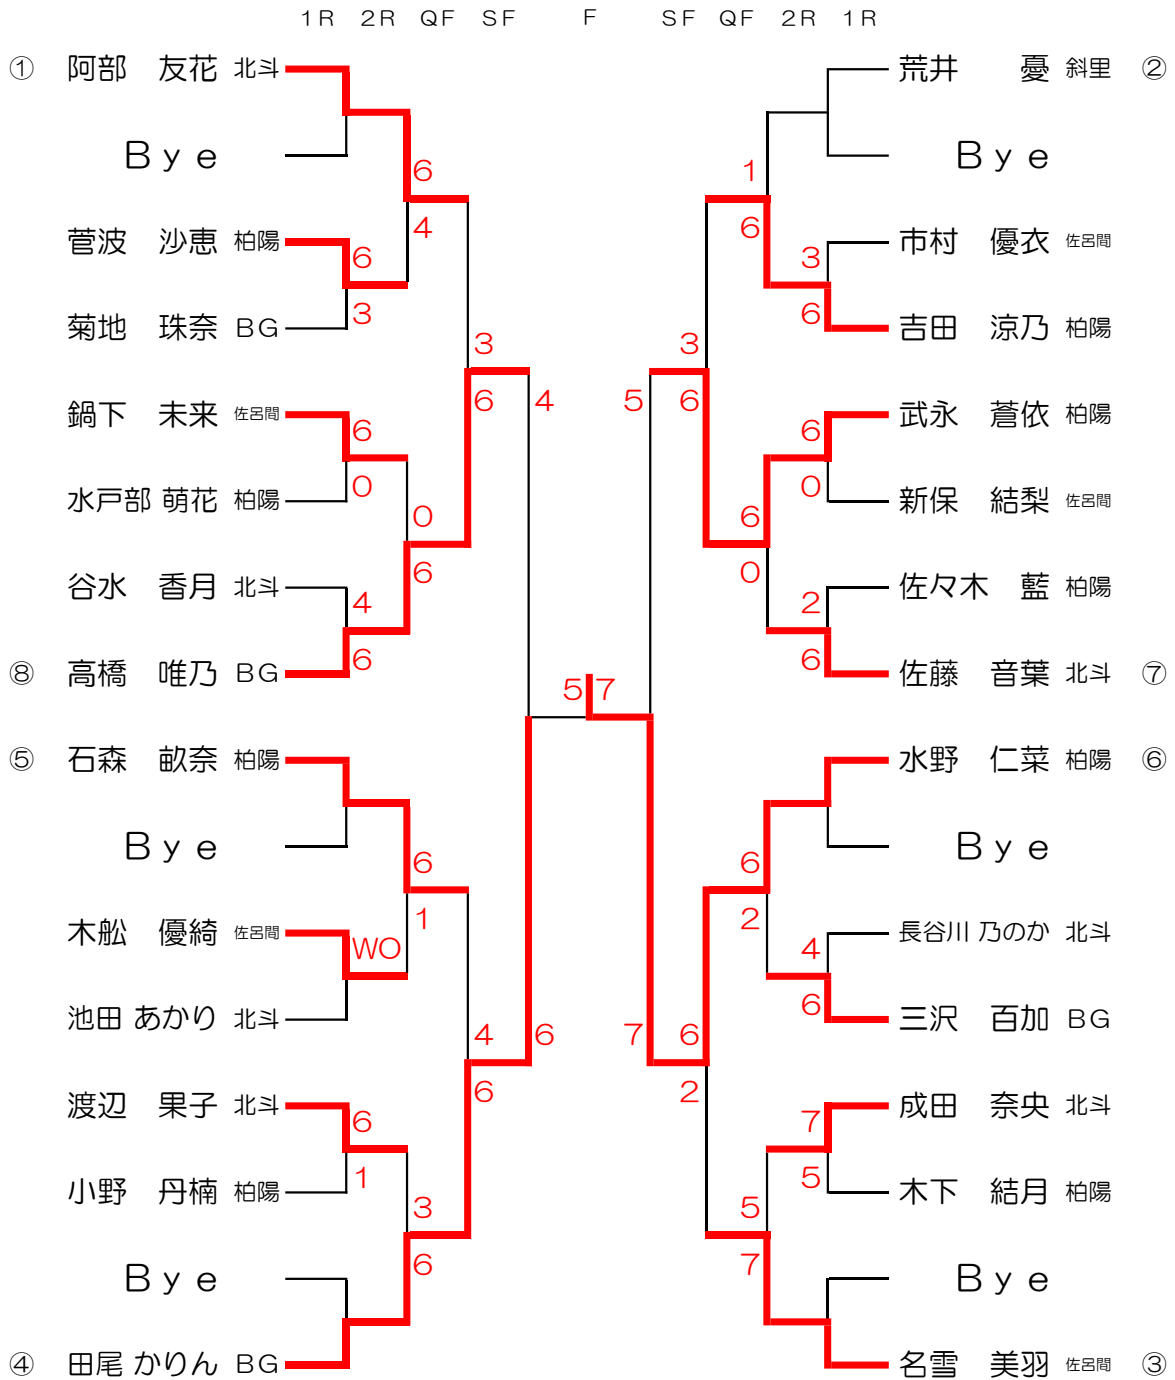 １Ｒ ２Ｒ ＱＦ ＳＦ Ｆ ＳＦ ＱＦ ２Ｒ １Ｒ
① 阿部 友花 北斗
Ｂｙｅ
6
4
菅波 沙恵 柏陽
6
3
菊地 珠奈 ＢＧ
3
6
4
鍋下 未来 佐呂間
6
0
水戸部 萌花 柏陽
0
6
谷水 香月 北斗
4
6
⑧ 高橋 唯乃 ＢＧ
5 7
⑤ 石森 畝奈 柏陽
Ｂｙｅ
6
1
木舩 優綺 佐呂間
WO
池田 あかり 北斗
4
6
6
渡辺 果子 北斗
6
1
小野 丹楠 柏陽
3
6
Ｂｙｅ
④ 田尾 かりん ＢＧ
荒井 憂 斜里 ②
Ｂｙｅ
1
6
市村 優衣 佐呂間
3
6
吉田 涼乃 柏陽
3
5
6
武永 蒼依 柏陽
6
0
新保 結梨 佐呂間
6
0
佐々木 藍 柏陽
2
6
佐藤 音葉 北斗 ⑦
水野 仁菜 柏陽 ⑥
Ｂｙｅ
6
2
長谷川 乃のか 北斗
4
6
三沢 百加 ＢＧ
7
6
2
成田 奈央 北斗
7
5
木下 結月 柏陽
5
7
Ｂｙｅ
名雪 美羽 佐呂間 ③